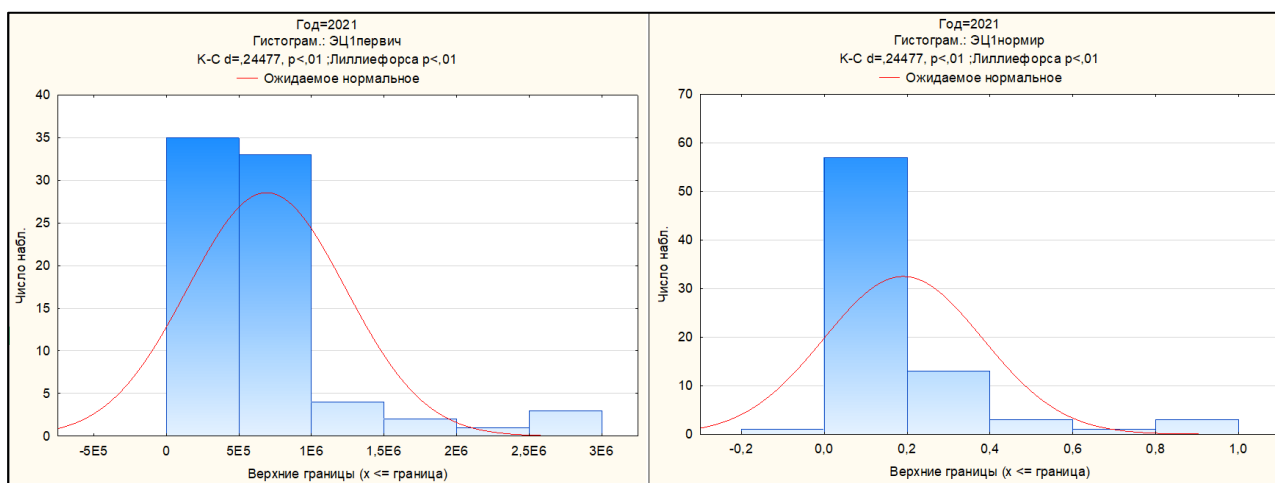 Год=2021
Гистограм.: ЭЦ1первич
К-С d=,24477, p<,01 ;Лиллиефорса p<,01
Ожидаемое нормальное
40
35
30
25
20
15
10
5
0
Число набл.
-5E5 0 5E5 1E6 1,5E6 2E6 2,5E6 3E6
Верхние границы (x <= граница)
Год=2021
Гистограм.: ЭЦ1нормир
К-С d=,24477, p<,01 ;Лиллиефорса p<,01
Ожидаемое нормальное
70
60
50
40
30
20
10
0
Число набл.
-0,2 0,0 0,2 0,4 0,6 0,8 1,0
Верхние границы (x <= граница)